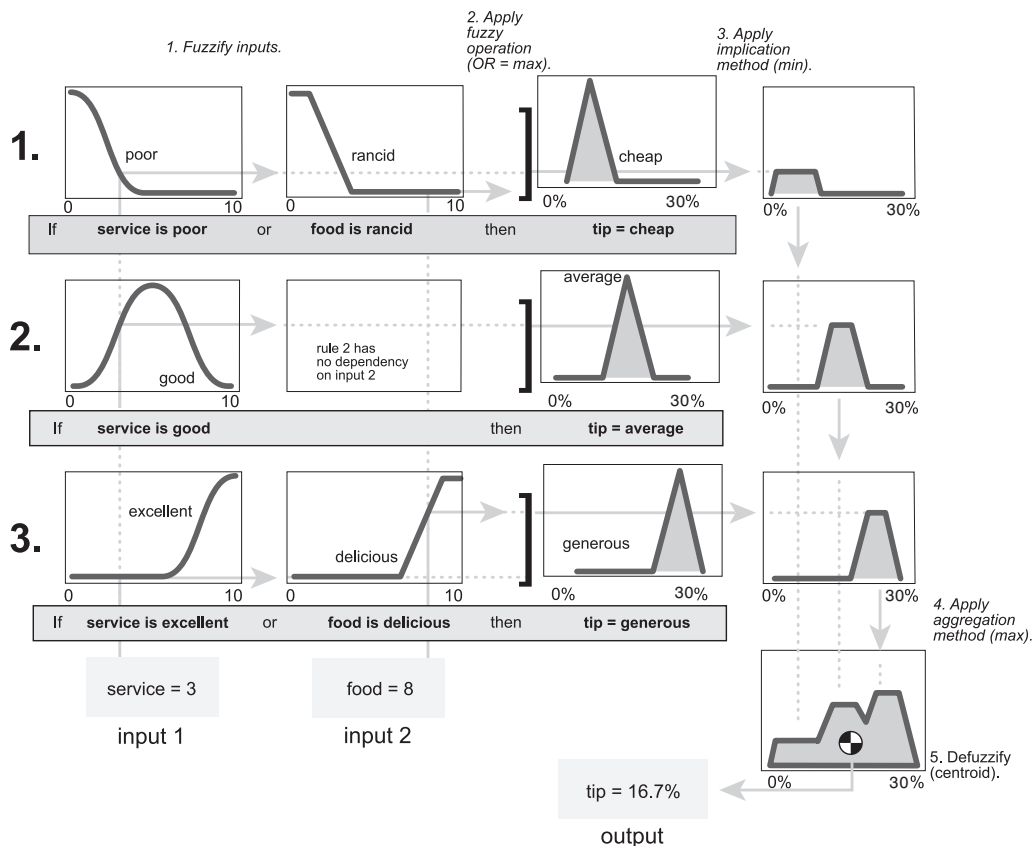 1. Fuzzify inputs.
2. Apply
fuzzy
operation
(OR = max).
3. Apply
implication
method (min).
1.
poor
0 10
rancid
0 10
cheap
0% 30%
0% 30%
If service is poor or food is rancid then tip = cheap
2.
good
0 10
rule 2 has
no dependency
on input 2
average
0% 30%
0% 30%
If service is good then tip = average
3.
excellent
0 10
delicious
0 10
generous
0% 30%
0% 30%
If service is excellent or food is delicious then tip = generous
4. Apply
aggregation
method (max).
service = 3
input 1
food = 8
input 2
0% 30%
5. Defuzzify
(centroid).
tip = 16.7%
output